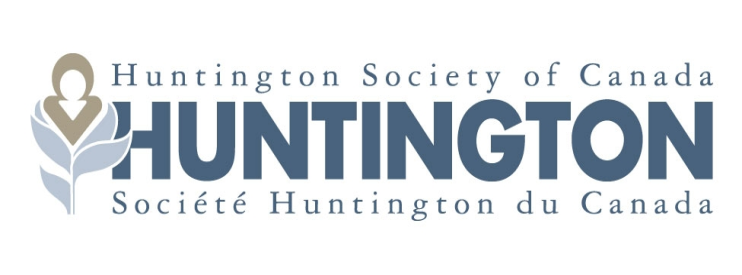 Huntington Society of Canada
HUNTINGTON
Société Huntington du Canada